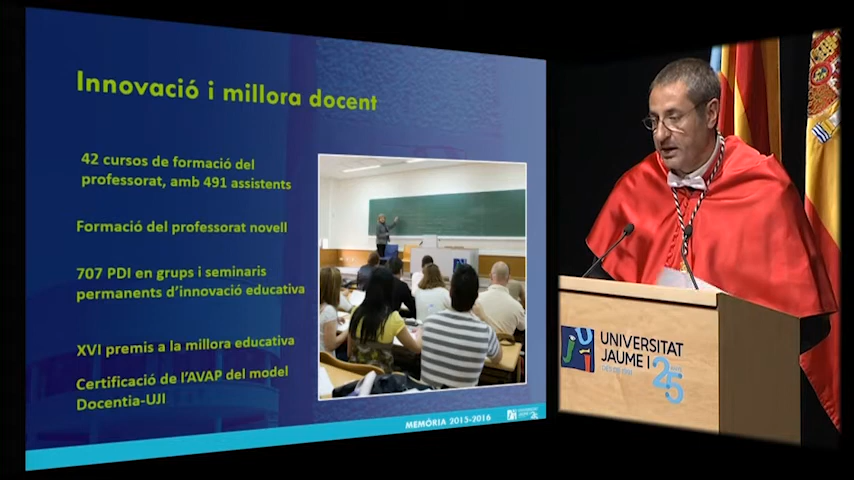 Innovació i millora docent
42 cursos de formació del
professorat, amb 491 assistents
Formació del professorat novell
707 PDI en grups i seminaris
permanents d'innovació educativa
XVI premis a la millora educativa
Certificació de l'AVAP del model
Docentia-UJI
MEMÒRIA 2015-2016
UNIVERSITAT
JAUME I
25